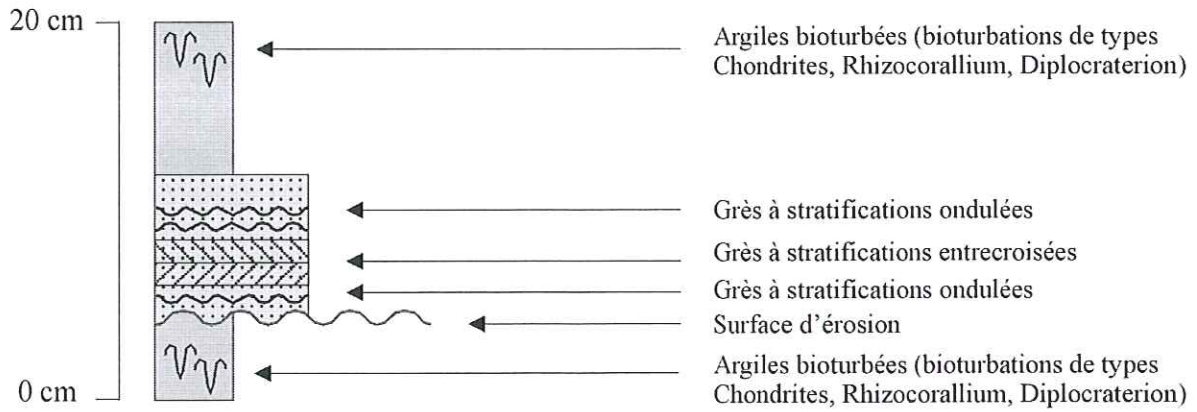 20 cm
Argiles bioturbées (bioturbations de types
Chondrites, Rhizocorallium, Diplocraterion)
Grès à stratifications ondulées
Grès à stratifications entrecroisées
Grès à stratifications ondulées
Surface d'érosion
Argiles bioturbées (bioturbations de types
0 cm
Chondrites, Rhizocorallium, Diplocraterion)